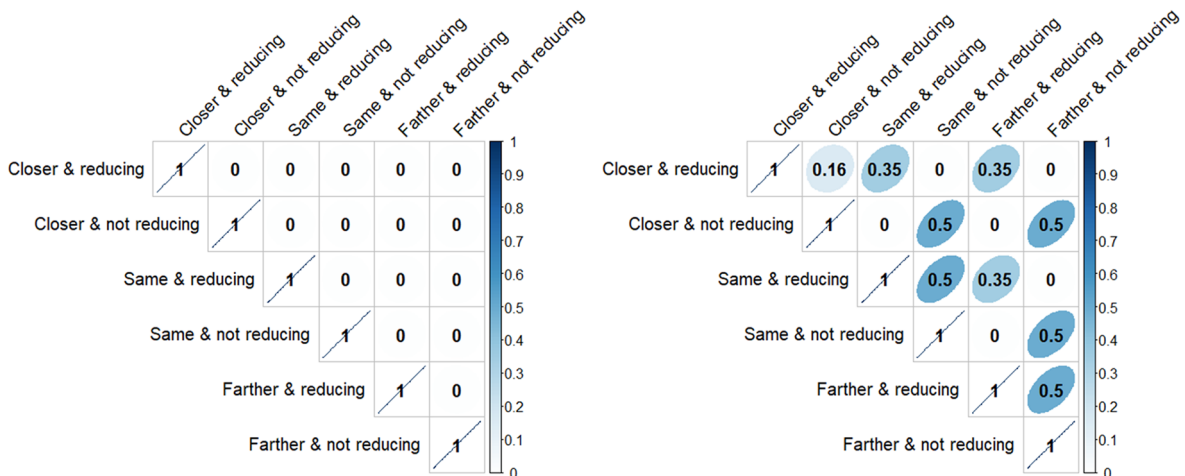 Closer & reducing
Closer & not reducing
Same & reducing
Same & not reducing
Farther & reducing
Farther & not reducing
Closer & reducing 1 0 0 0 0 0
Closer & not reducing 1 0 0 0 0
Same & reducing 1 0 0 0
Same & not reducing 1 0 0
Farther & reducing 1 0
Farther & not reducing 1
1
0.9
0.8
0.7
0.6
0.5
0.4
0.3
0.2
0.1
0
Closer & reducing
Closer & not reducing
Same & reducing
Same & not reducing
Farther & reducing
Farther & not reducing
Closer & reducing 1 0.16 0.35 0 0.35 0
Closer & not reducing 1 0 0.5 0 0.5
Same & reducing 1 0.5 0.35 0
Same & not reducing 1 0 0.5
Farther & reducing 1 0.5
Farther & not reducing 1
1
0.9
0.8
0.7
0.6
0.5
0.4
0.3
0.2
0.1
0